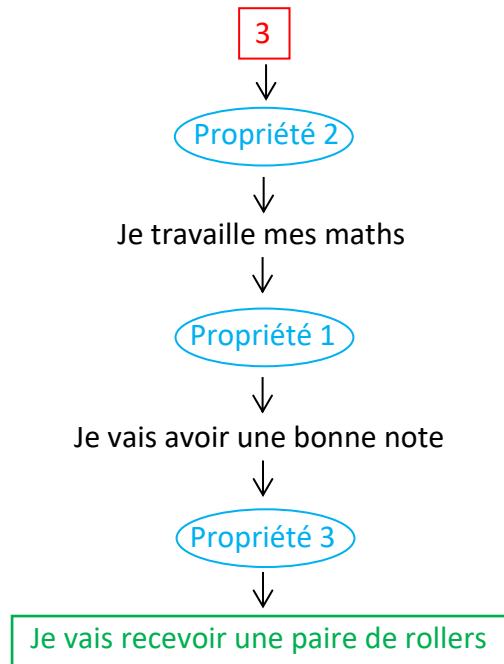 3
Propriété 2
Je travaille mes maths
Propriété 1
Je vais avoir une bonne note
Propriété 3
Je vais recevoir une paire de rollers